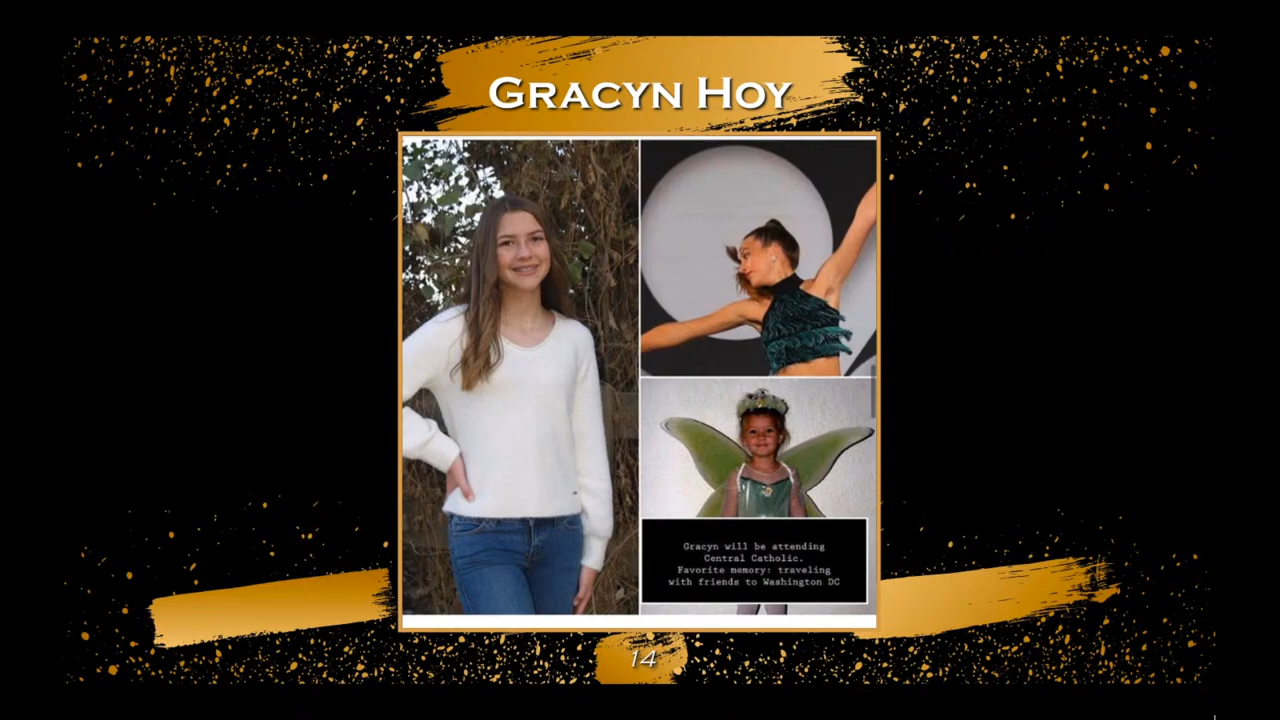 GRACYN HOY
Gracyn will be attending
Central Catholic.
Favorite memory: traveling
with friends to Washington DC
14